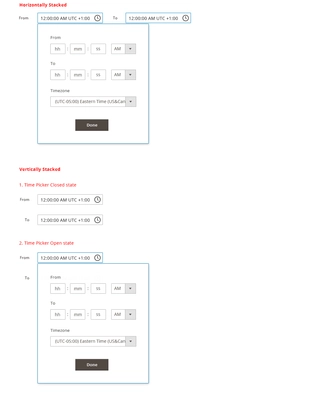 Horizontally Stacked
From 12:00:00 AM UTC +1:00 To 12:00:00 AM UTC +1:00
From
hh : mm : ss AM
To
hh : mm : ss AM
Timezone
(UTC-05:00) Eastern Time (US&Can
Done
Vertically Stacked
1. Time Picker Closed state
From 12:00:00 AM UTC +1:00
To 12:00:00 AM UTC +1:00
2. Time Picker Open state
From 12:00:00 AM UTC +1:00
To
From
hh : mm : ss AM
To
hh : mm : ss AM
Timezone
(UTC-05:00) Eastern Time (US&Can
Done